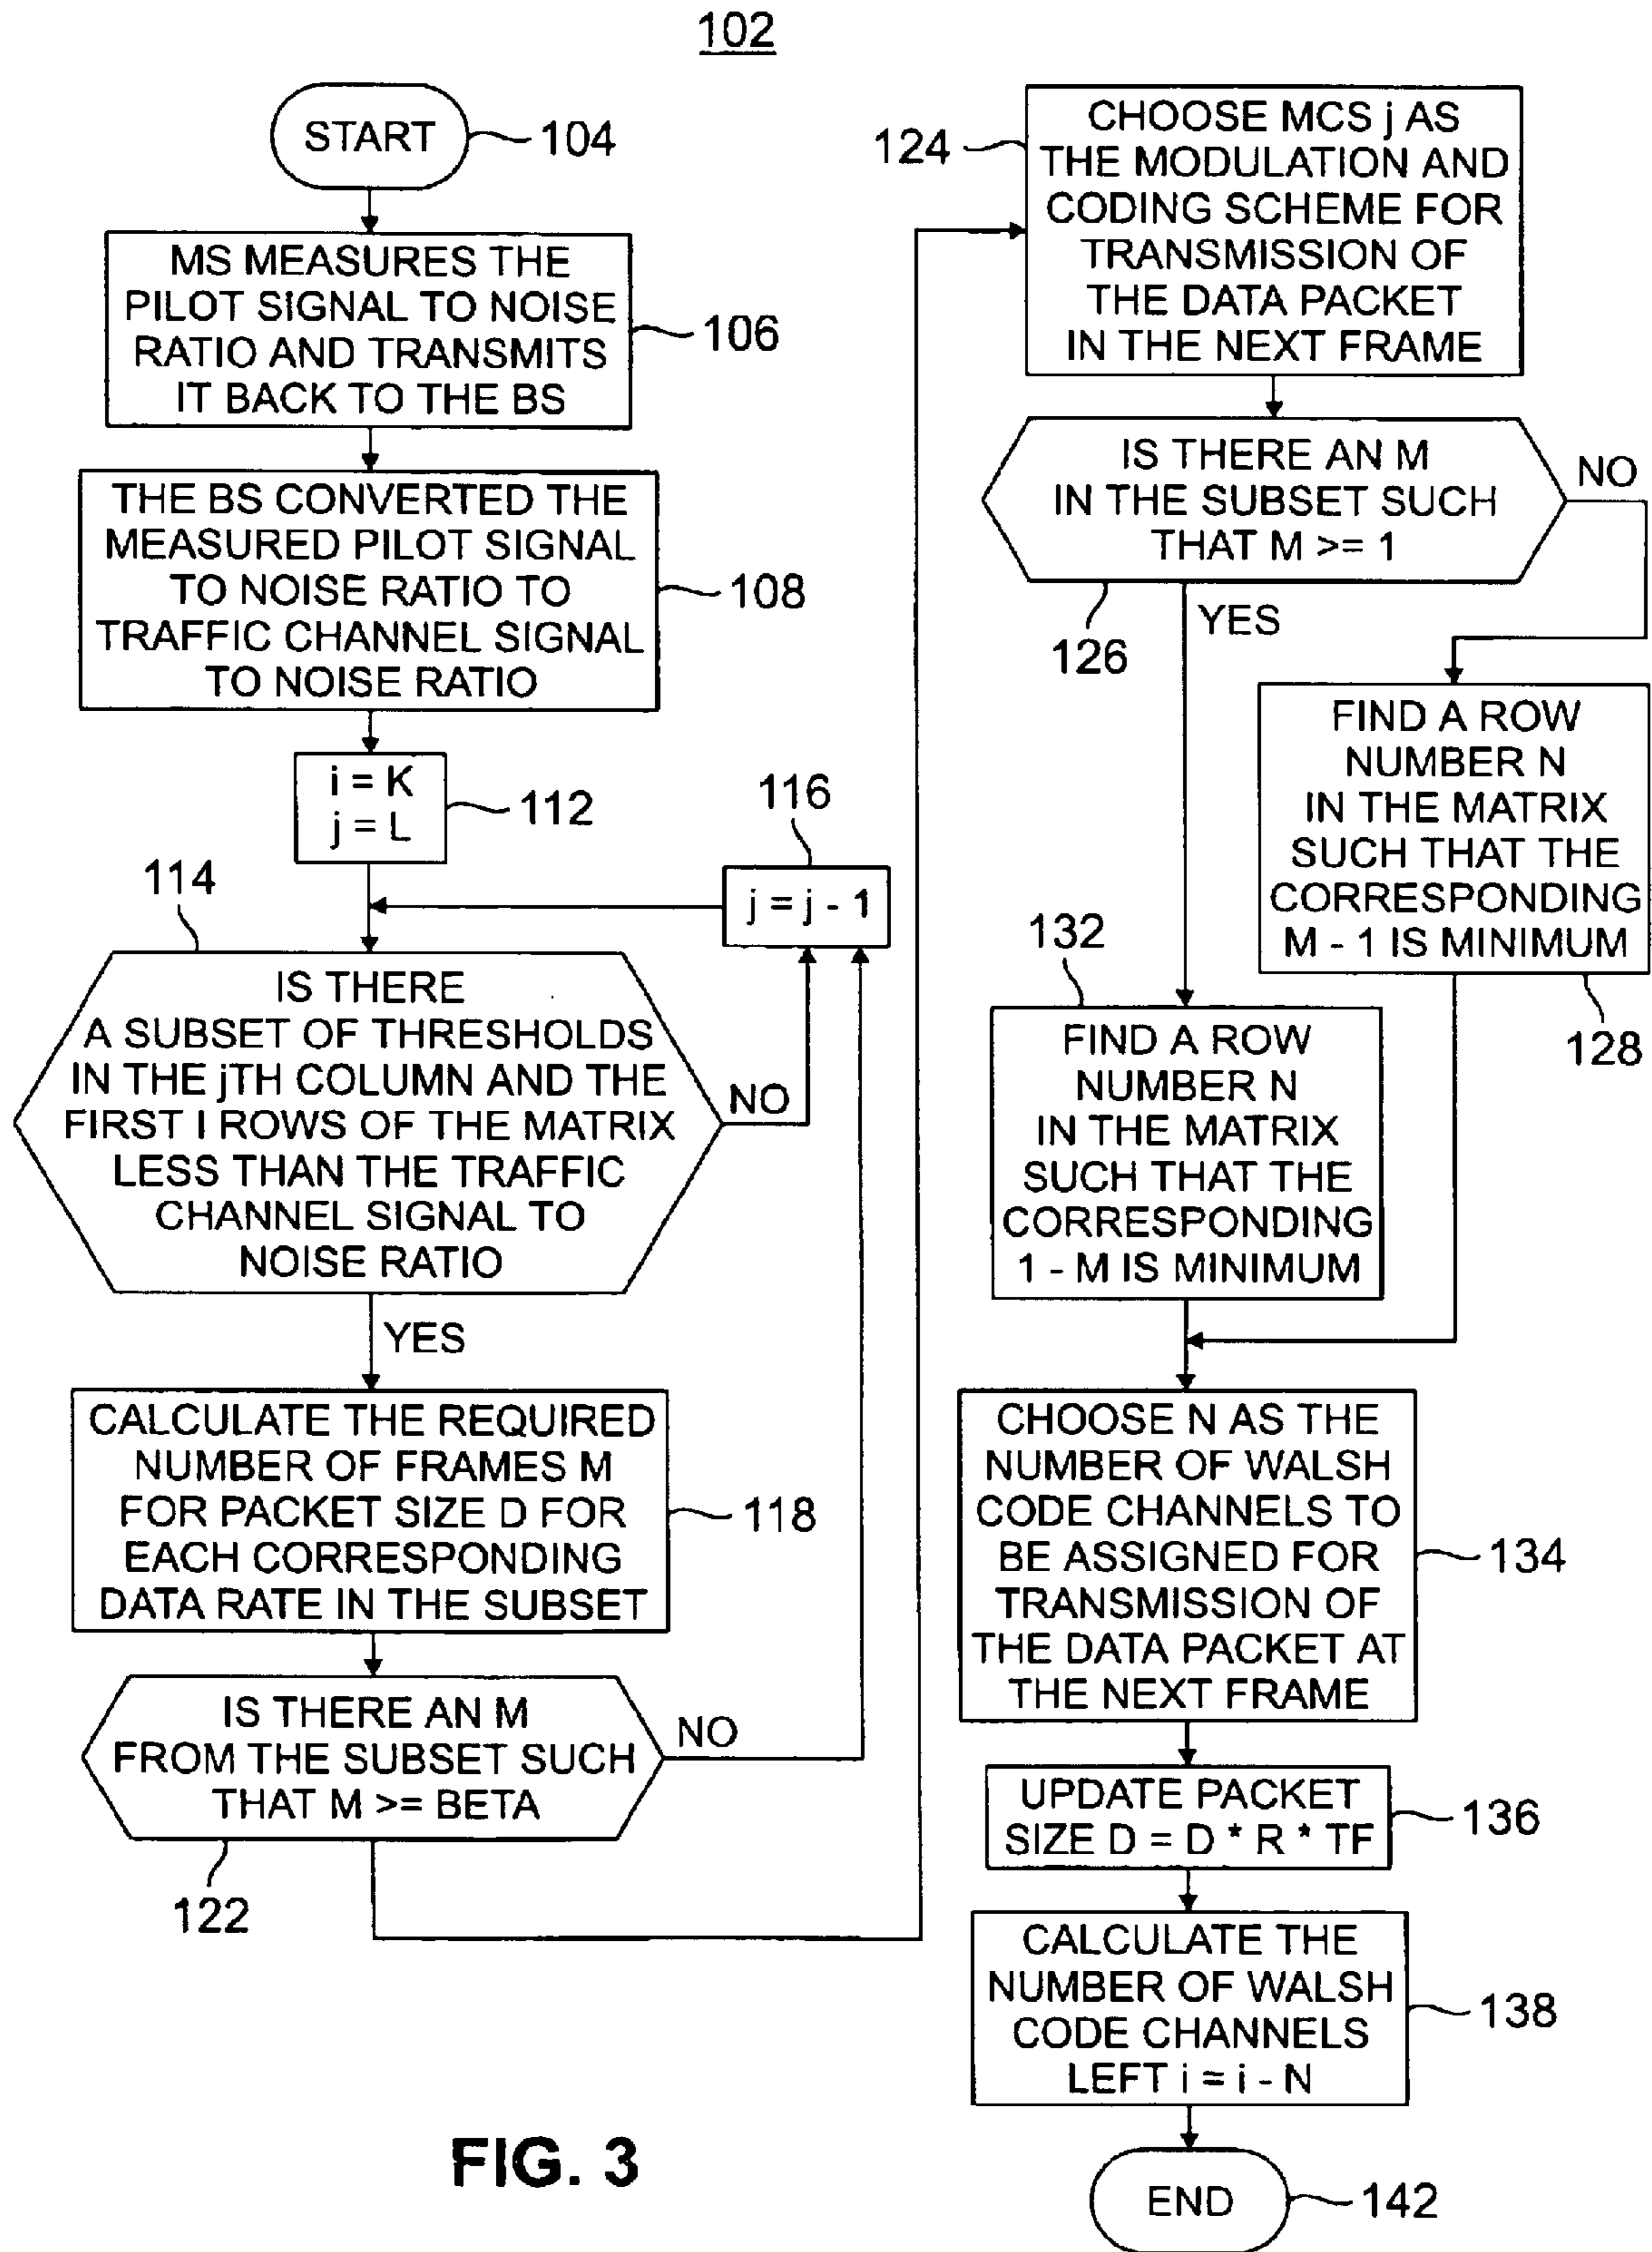 102
START
104
MS MEASURES THE
PILOT SIGNAL TO NOISE
RATIO AND TRANSMITS
IT BACK TO THE BS
106
THE BS CONVERTED THE
MEASURED PILOT SIGNAL
TO NOISE RATIO TO
TRAFFIC CHANNEL SIGNAL
TO NOISE RATIO
108
i = K
j = L
112
116
j = j - 1
114
IS THERE
A SUBSET OF THRESHOLDS
IN THE jTH COLUMN AND THE
FIRST I ROWS OF THE MATRIX
LESS THAN THE TRAFFIC
CHANNEL SIGNAL TO
NOISE RATIO
NO
YES
CALCULATE THE REQUIRED
NUMBER OF FRAMES M
FOR PACKET SIZE D FOR
EACH CORRESPONDING
DATA RATE IN THE SUBSET
118
IS THERE AN M
FROM THE SUBSET SUCH
THAT M >= BETA
NO
122
124
CHOOSE MCS j AS
THE MODULATION AND
CODING SCHEME FOR
TRANSMISSION OF
THE DATA PACKET
IN THE NEXT FRAME
IS THERE AN M
IN THE SUBSET SUCH
THAT M >= 1
NO
126
YES
FIND A ROW
NUMBER N
IN THE MATRIX
SUCH THAT THE
CORRESPONDING
M - 1 IS MINIMUM
128
132
FIND A ROW
NUMBER N
IN THE MATRIX
SUCH THAT THE
CORRESPONDING
1 - M IS MINIMUM
CHOOSE N AS THE
NUMBER OF WALSH
CODE CHANNELS TO
BE ASSIGNED FOR
TRANSMISSION OF
THE DATA PACKET AT
THE NEXT FRAME
134
UPDATE PACKET
SIZE D = D * R * TF
136
CALCULATE THE
NUMBER OF WALSH
CODE CHANNELS
LEFT i = i - N
138
END
142
FIG. 3